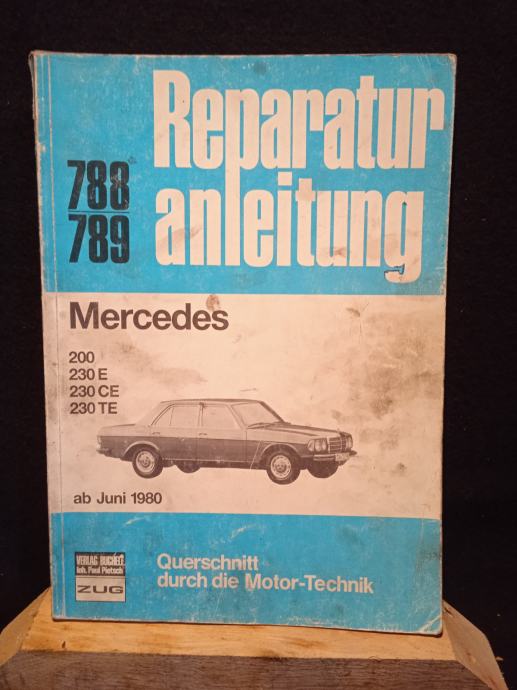 Reparatur
anleitung
788
789
Mercedes
200
230 E
230 CE
230 TE
ab Juni 1980
VERLAG BUCHELI
Inh. Paul Pietsch
ZUG
Querschnitt
durch die Motor-Technik